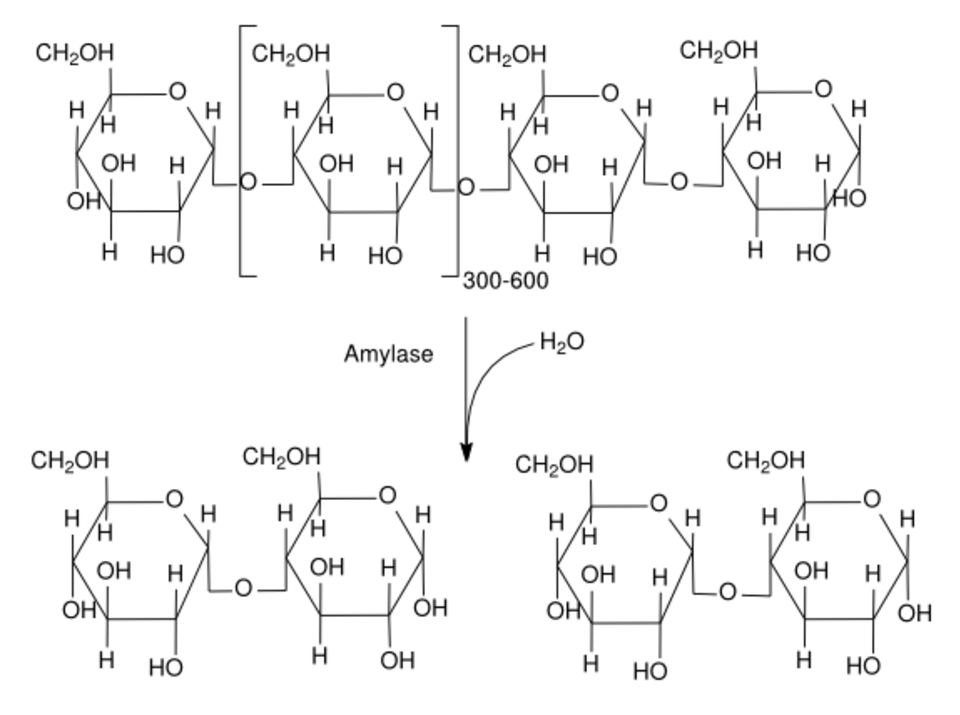 CH₂OH CH₂OH CH₂OH CH₂OH
O O O O
H H H H H H H H
H H H H
OH H OH H OH H OH H
O O O
OH HO
H HO H HO H HO H HO
300-600
Amylase H₂O
CH₂OH CH₂OH CH₂OH CH₂OH
O O O O
H H H H H H H H
H H H H
OH H OH H OH H OH H
O O
OH OH OH OH
H HO H OH H HO H HO